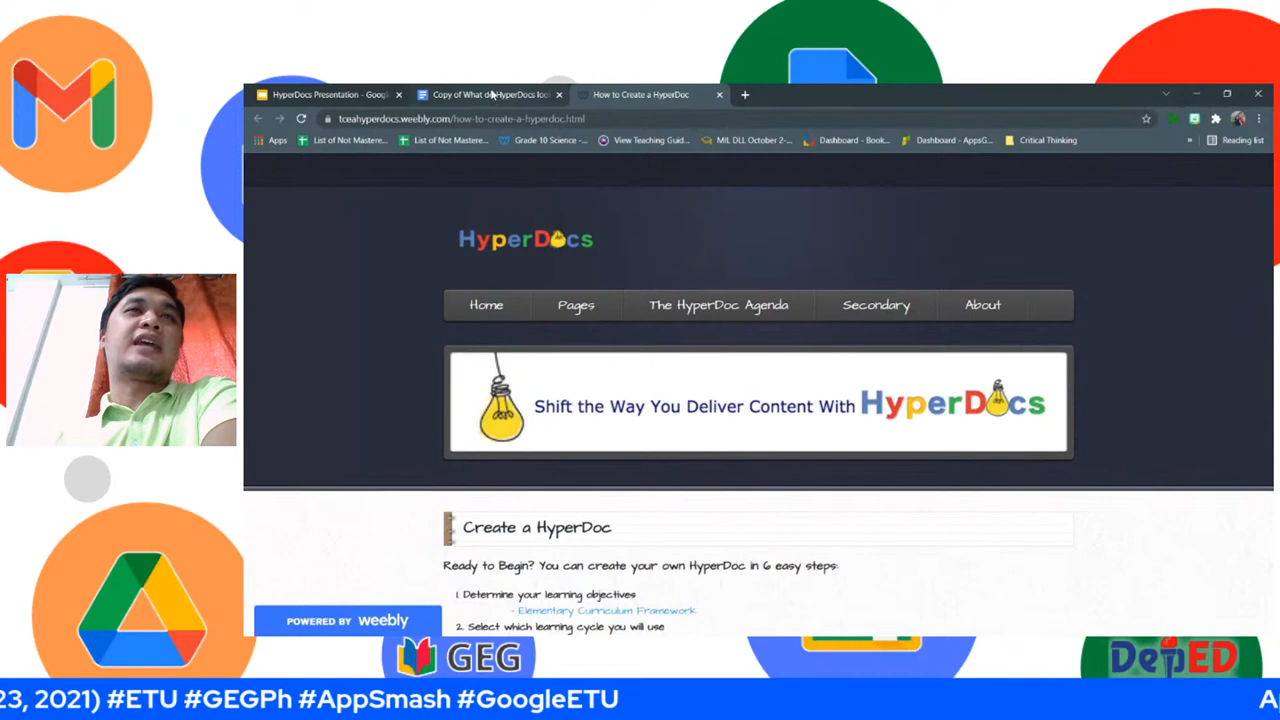 HyperDocs Presentation - Googl
Copy of What do HyperDocs loo
How to Create a HyperDoc
tceahyperdocs.weebly.com/how-to-create-a-hyperdoc.html
Apps
List of Not Mastere...
List of Not Mastere...
Grade 10 Science -...
View Teaching Guid...
MIL DLL October 2-...
Dashboard - Book...
Dashboard - AppsG...
Critical Thinking
»
Reading list
HyperDocs
Home
Pages
The HyperDoc Agenda
Secondary
About
Shift the Way You Deliver Content With HyperDocs
Create a HyperDoc
Ready to Begin? You can create your own HyperDoc in 6 easy steps:
1. Determine your learning objectives
- Elementary Curriculum Framework
2. Select which learning cycle you will use
POWERED BY weebly
GEG
DepED
23, 2021) #ETU #GEGPh #AppSmash #GoogleETU